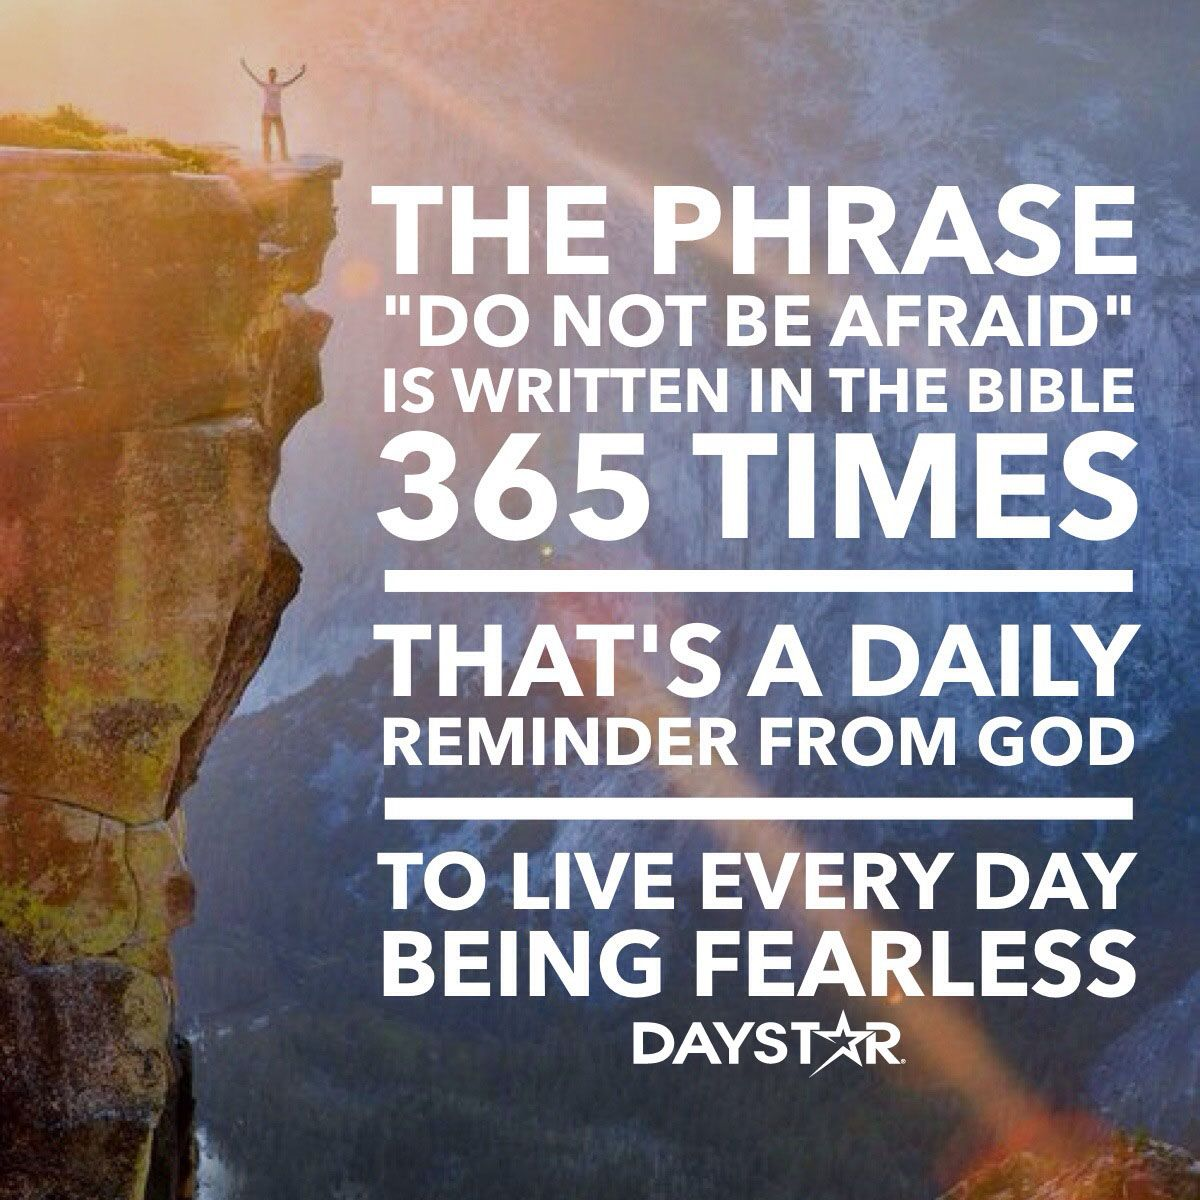 THE PHRASE
"DO NOT BE AFRAID"
IS WRITTEN IN THE BIBLE
365 TIMES
THAT'S A DAILY
REMINDER FROM GOD
TO LIVE EVERY DAY
BEING FEARLESS
DAYSTAR